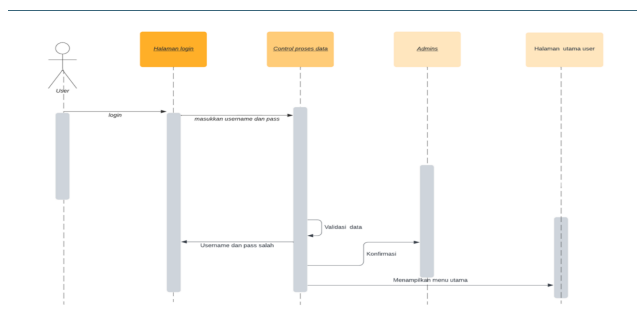 Halaman login
Control proses data
Admins
Halaman utama user
User
login
masukkan username dan pass
Validasi data
Username dan pass salah
Konfirmasi
Menampilkan menu utama